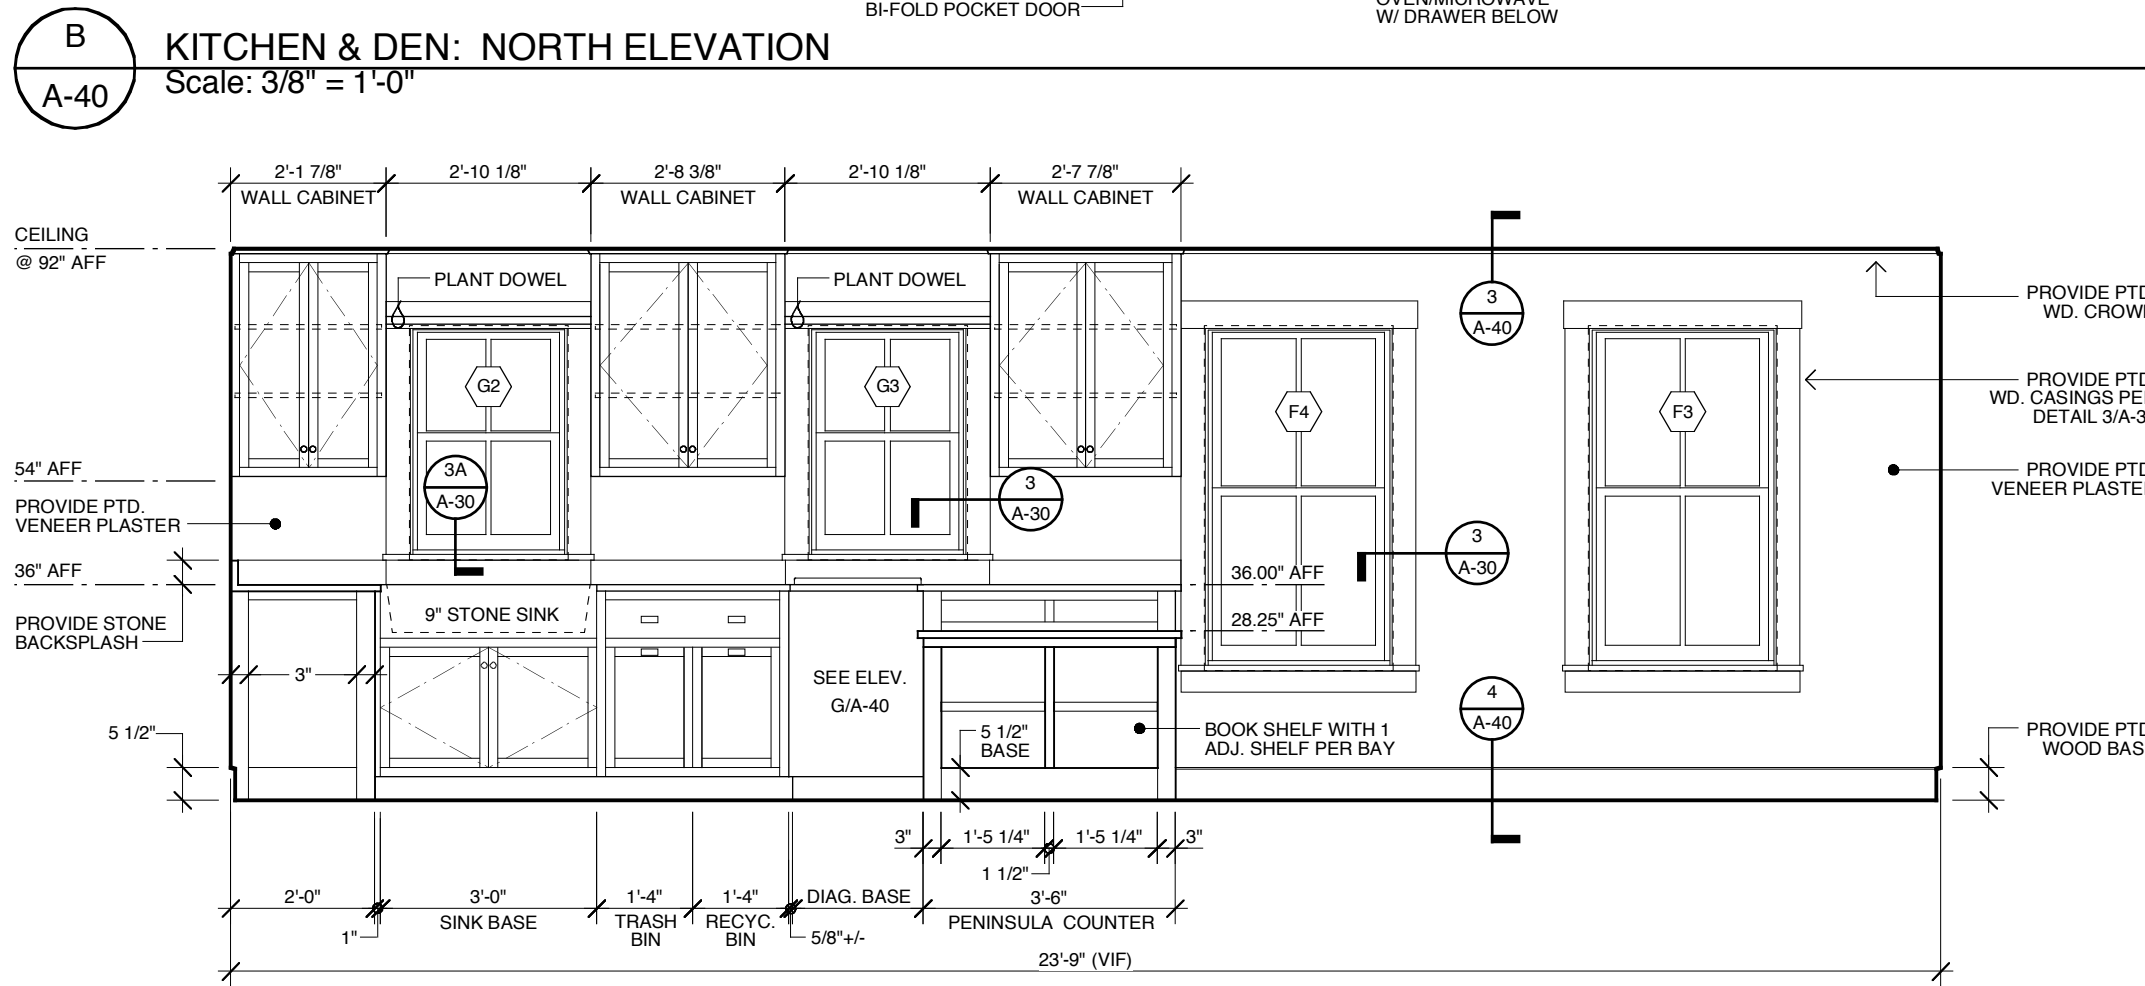 BI-FOLD POCKET DOOR
W/ DRAWER BELOW
B
A-40
KITCHEN & DEN: NORTH ELEVATION
Scale: 3/8" = 1'-0"
2'-1 7/8" 2'-10 1/8" 2'-8 3/8" 2'-10 1/8" 2'-7 7/8"
WALL CABINET WALL CABINET WALL CABINET
CEILING
@ 92" AFF
PLANT DOWEL PLANT DOWEL
3
A-40
PROVIDE PTD
WD. CROW
G2 G3 F4 F3
PROVIDE PTD
WD. CASINGS PE
DETAIL 3/A-3
54" AFF
PROVIDE PTD.
VENEER PLASTER
3A
A-30
3
A-30
PROVIDE PTD
VENEER PLASTE
3
A-30
36" AFF
36.00" AFF
PROVIDE STONE
BACKSPLASH
9" STONE SINK
28.25" AFF
3"
SEE ELEV.
G/A-40
4
A-40
5 1/2"
5 1/2"
BASE
BOOK SHELF WITH 1
ADJ. SHELF PER BAY
PROVIDE PTD
WOOD BAS
3" 1'-5 1/4" 1'-5 1/4" 3"
1 1/2"
2'-0" 3'-0" 1'-4" 1'-4" DIAG. BASE 3'-6"
SINK BASE TRASH RECYC. PENINSULA COUNTER
BIN BIN
1" 5/8"+/-
23'-9" (VIF)